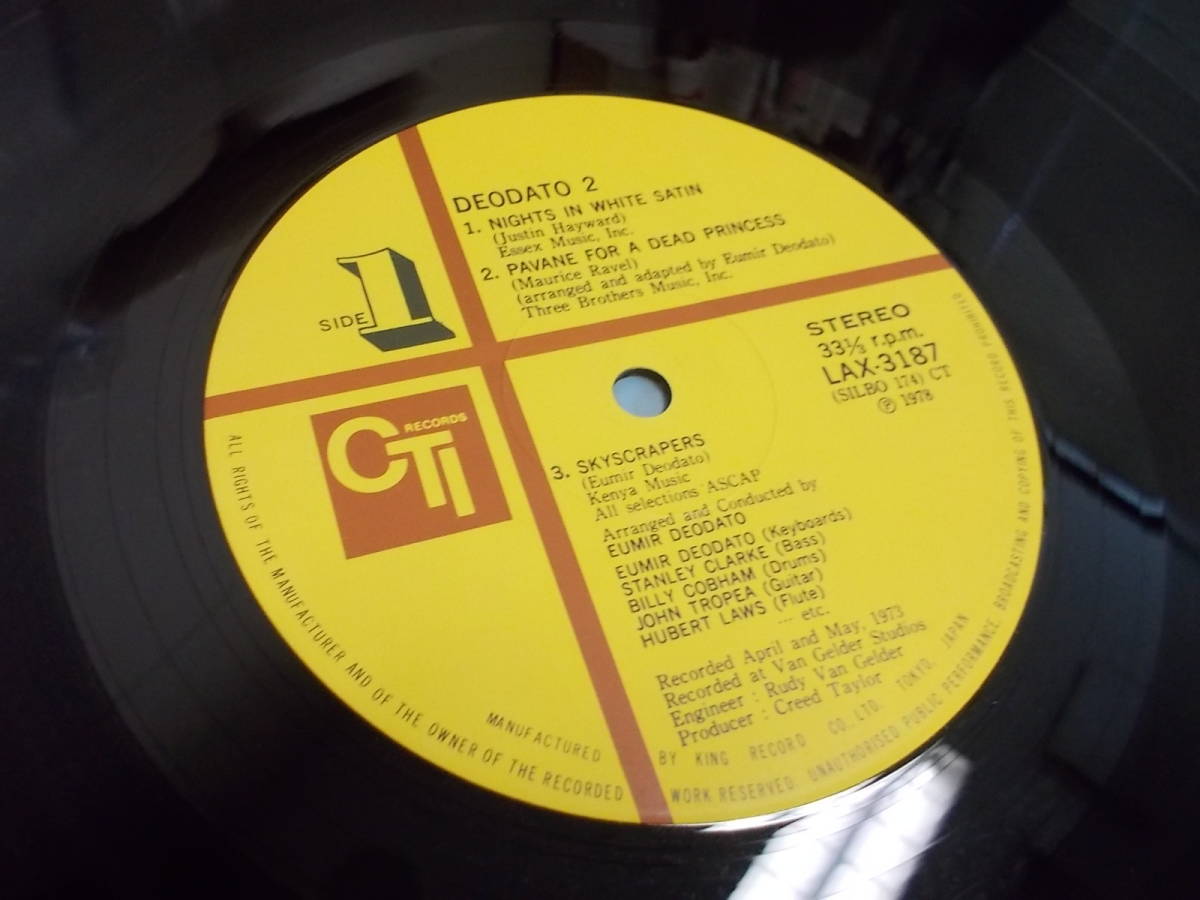 DEODATO 2
1. NIGHTS IN WHITE SATIN
(Justin Hayward)
Essex Music, Inc.
2. PAVANE FOR A DEAD PRINCESS
(Maurice Ravel)
(arranged and adapted by Eumir Deodato)
Three Brothers Music, Inc.
SIDE 1
STEREO
33⅓ r.p.m.
LAX-3187
(SILBO 174) CT
Ⓟ 1978
CTI RECORDS
3. SKYSCRAPERS
(Eumir Deodato)
Kenya Music
All selections ASCAP
Arranged and Conducted by
EUMIR DEODATO
EUMIR DEODATO (Keyboards)
STANLEY CLARKE (Bass)
BILLY COBHAM (Drums)
JOHN TROPEA (Guitar)
HUBERT LAWS (Flute)
... etc.
Recorded April and May, 1973
Recorded at Van Gelder Studios
Engineer : Rudy Van Gelder
Producer : Creed Taylor
MANUFACTURED BY KING RECORD CO. LTD. TOKYO, JAPAN
ALL RIGHTS OF THE MANUFACTURER AND OF THE OWNER OF THE RECORDED WORK RESERVED UNAUTHORISED PUBLIC PERFORMANCE BROADCASTING AND COPYING OF THIS RECORD PROHIBITED